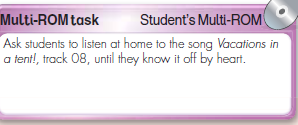 Multi-ROM task Student's Multi-ROM
Ask students to listen at home to the song Vacations in
a tent!, track 08, until they know it off by heart.